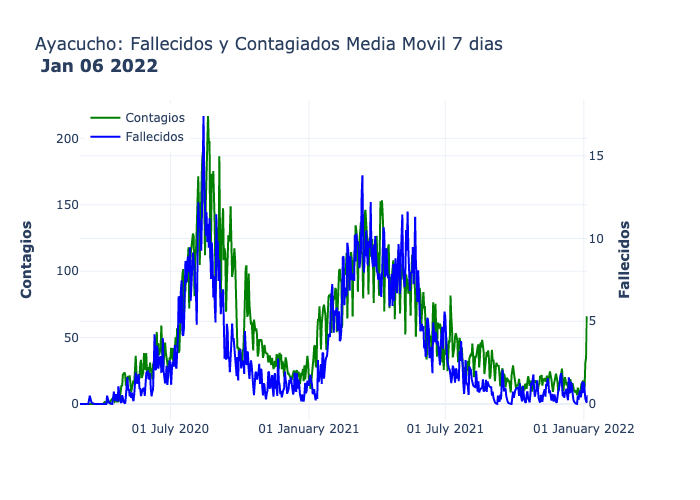 Ayacucho: Fallecidos y Contagiados Media Movil 7 dias
Jan 06 2022
Contagios
Fallecidos
200
150
100
50
0
15
10
5
0
Contagios
Fallecidos
01 July 2020
01 January 2021
01 July 2021
01 January 2022